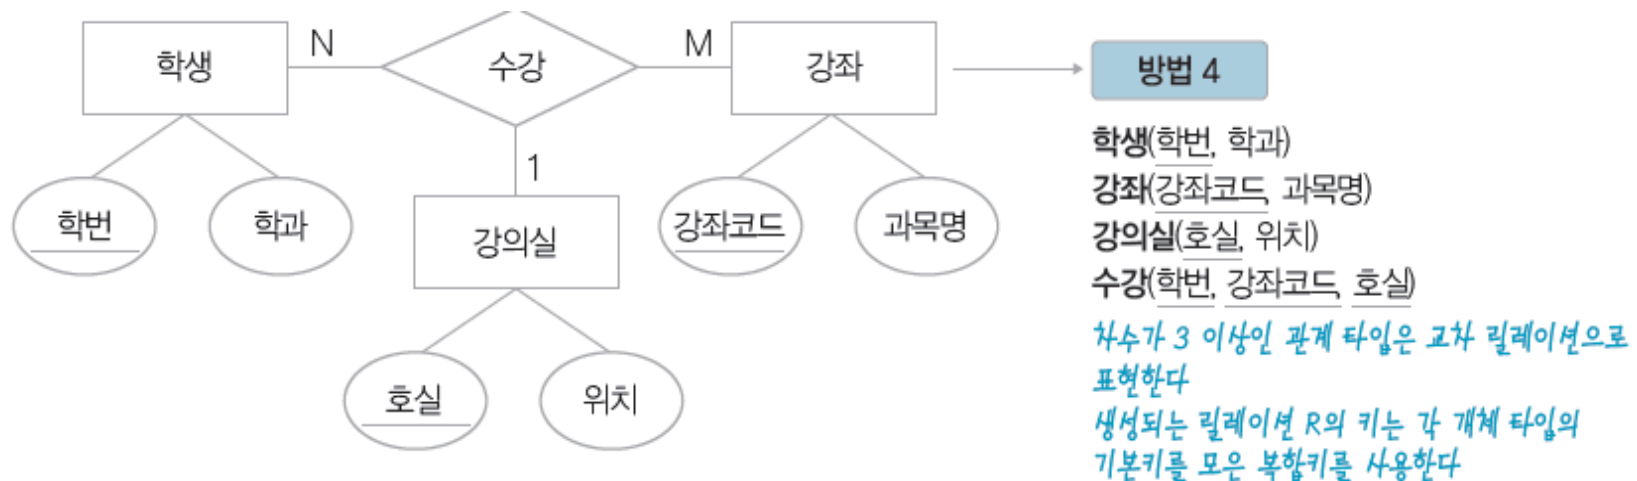 학생
N
수강
M
강좌
방법 4
1
학번
학과
강의실
강좌코드
과목명
호실
위치
학생(학번, 학과)
강좌(강좌코드, 과목명)
강의실(호실, 위치)
수강(학번, 강좌코드, 호실)
차수가 3 이상인 관계 타입은 교차 릴레이션으로
표현한다
생성되는 릴레이션 R의 키는 각 개체 타입의
기본키를 모은 복합키를 사용한다